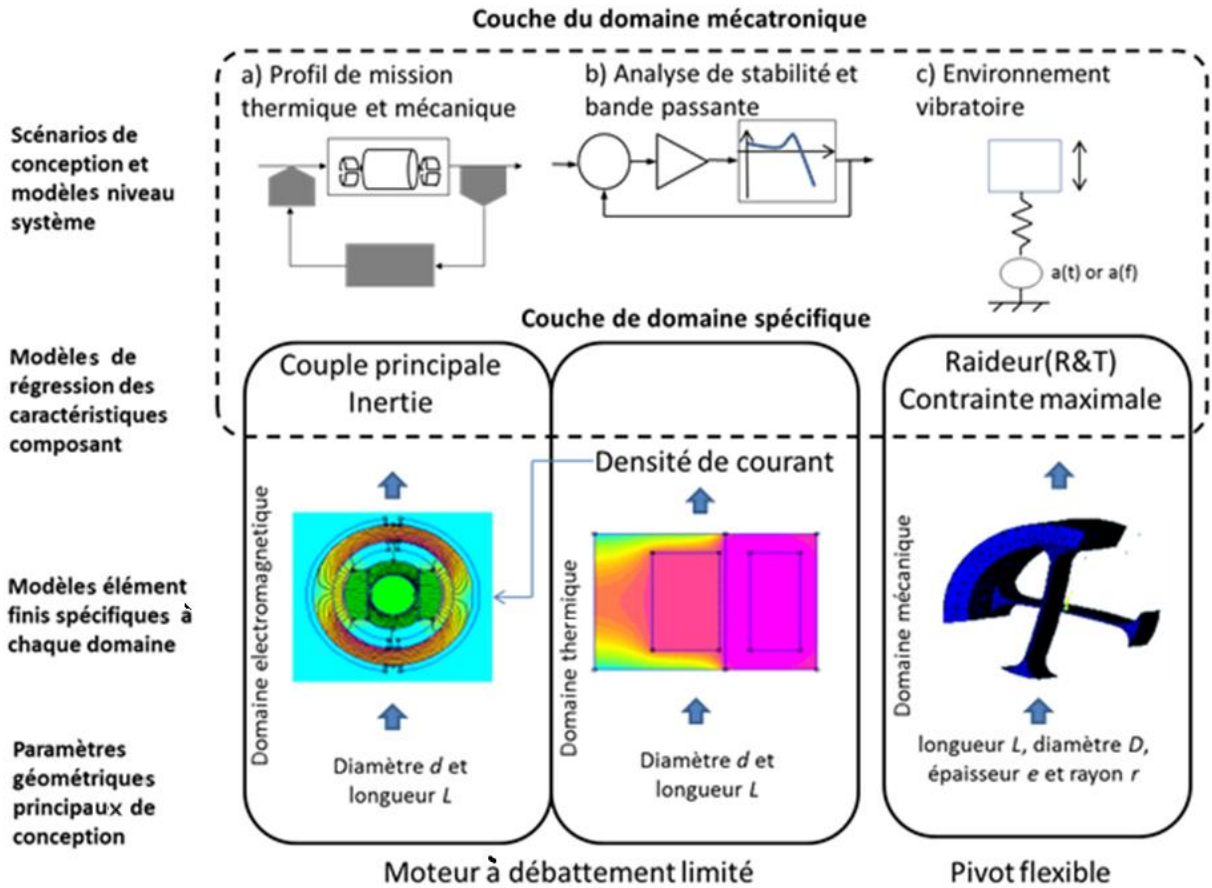 Couche du domaine mécatronique
Scénarios de
conception et
modèles niveau
système
a) Profil de mission
thermique et mécanique
b) Analyse de stabilité et
bande passante
c) Environnement
vibratoire
a(t) or a(f)
Couche de domaine spécifique
Modèles de
régression des
caractéristiques
composant
Couple principale
Inertie
Raideur(R&T)
Contrainte maximale
Densité de courant
Modèles élément
finis spécifiques à
chaque domaine
Domaine electromagnetique
Domaine thermique
Domaine mécanique
Paramètres
géométriques
principaux de
conception
Diamètre d et
longueur L
Diamètre d et
longueur L
longueur L, diamètre D,
épaisseur e et rayon r
Moteur à débattement limité
Pivot flexible